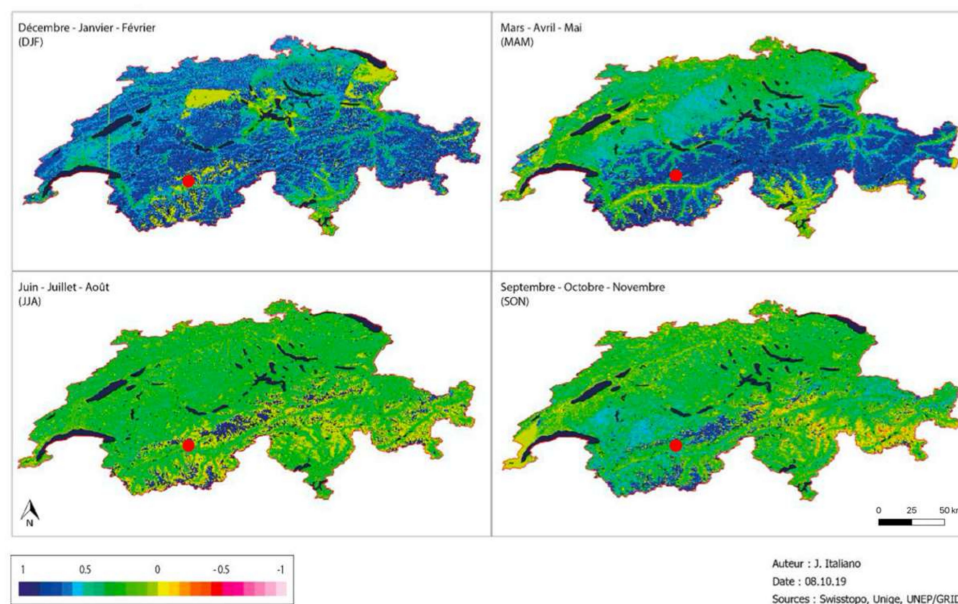 Décembre - Janvier - Février
(DJF)
Mars - Avril - Mai
(MAM)
Juin - Juillet - Août
(JJA)
Septembre - Octobre - Novembre
(SON)
N
0 25 50 km
1 0.5 0 -0.5 -1
Auteur : J. Italiano
Date : 08.10.19
Sources : Swisstopo, Unige, UNEP/GRID